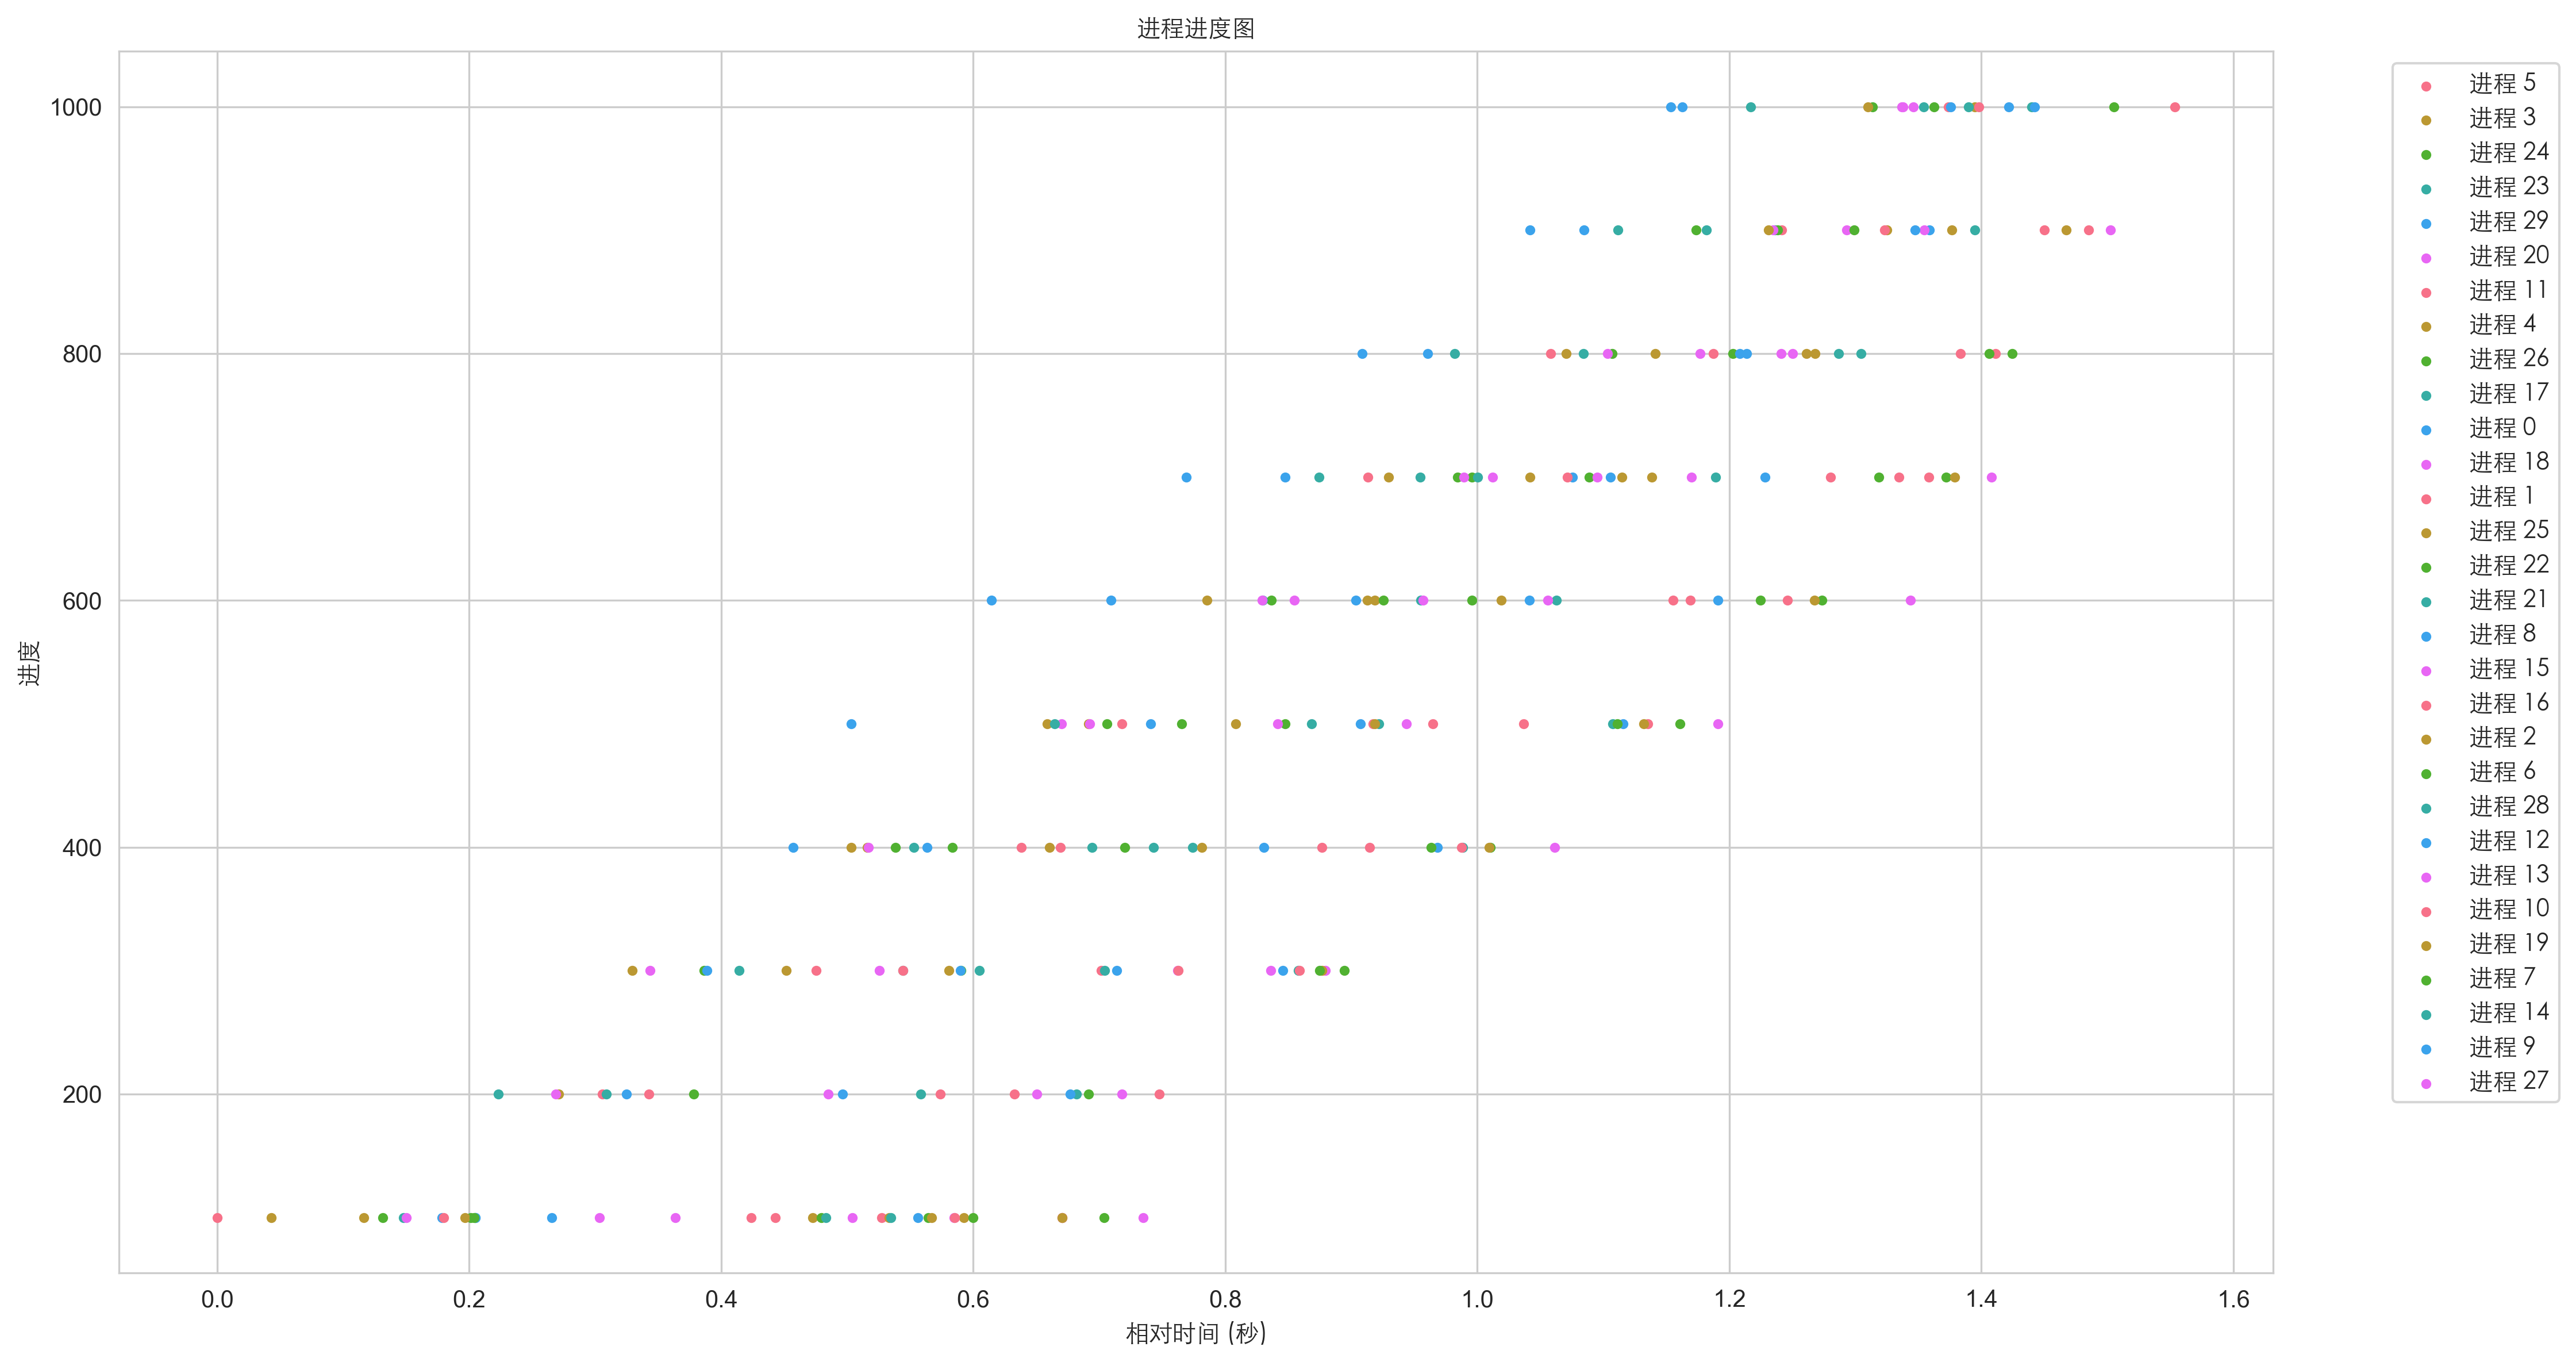 进程进度图
1000
800
600
400
200
进度
0.0 0.2 0.4 0.6 0.8 1.0 1.2 1.4 1.6
相对时间 (秒)
进程 5
进程 3
进程 24
进程 23
进程 29
进程 20
进程 11
进程 4
进程 26
进程 17
进程 0
进程 18
进程 1
进程 25
进程 22
进程 21
进程 8
进程 15
进程 16
进程 2
进程 6
进程 28
进程 12
进程 13
进程 10
进程 19
进程 7
进程 14
进程 9
进程 27